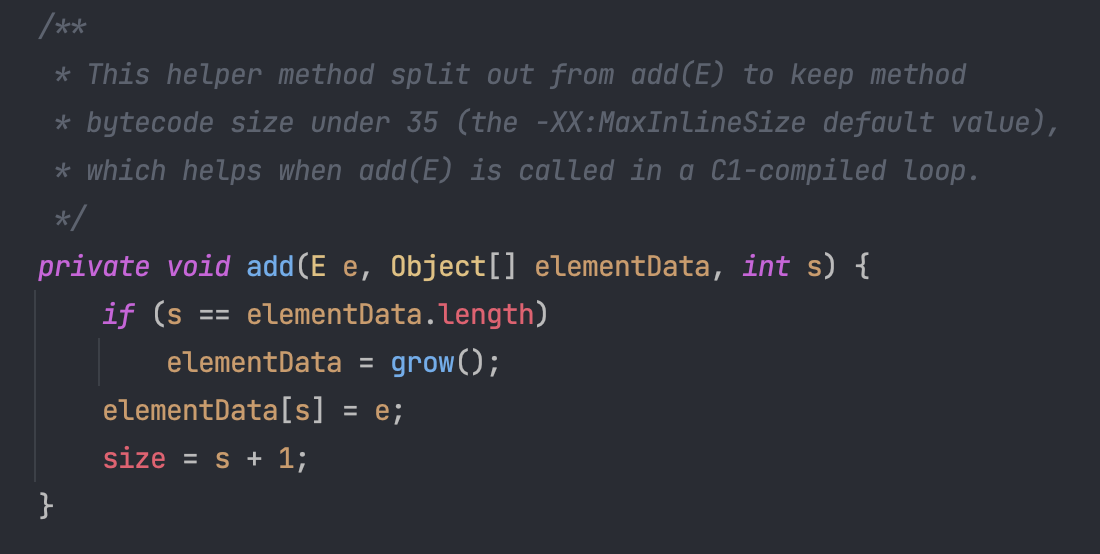 /**
 * This helper method split out from add(E) to keep method
 * bytecode size under 35 (the -XX:MaxInlineSize default value),
 * which helps when add(E) is called in a C1-compiled loop.
 */
private void add(E e, Object[] elementData, int s) {
    if (s == elementData.length)
        elementData = grow();
    elementData[s] = e;
    size = s + 1;
}